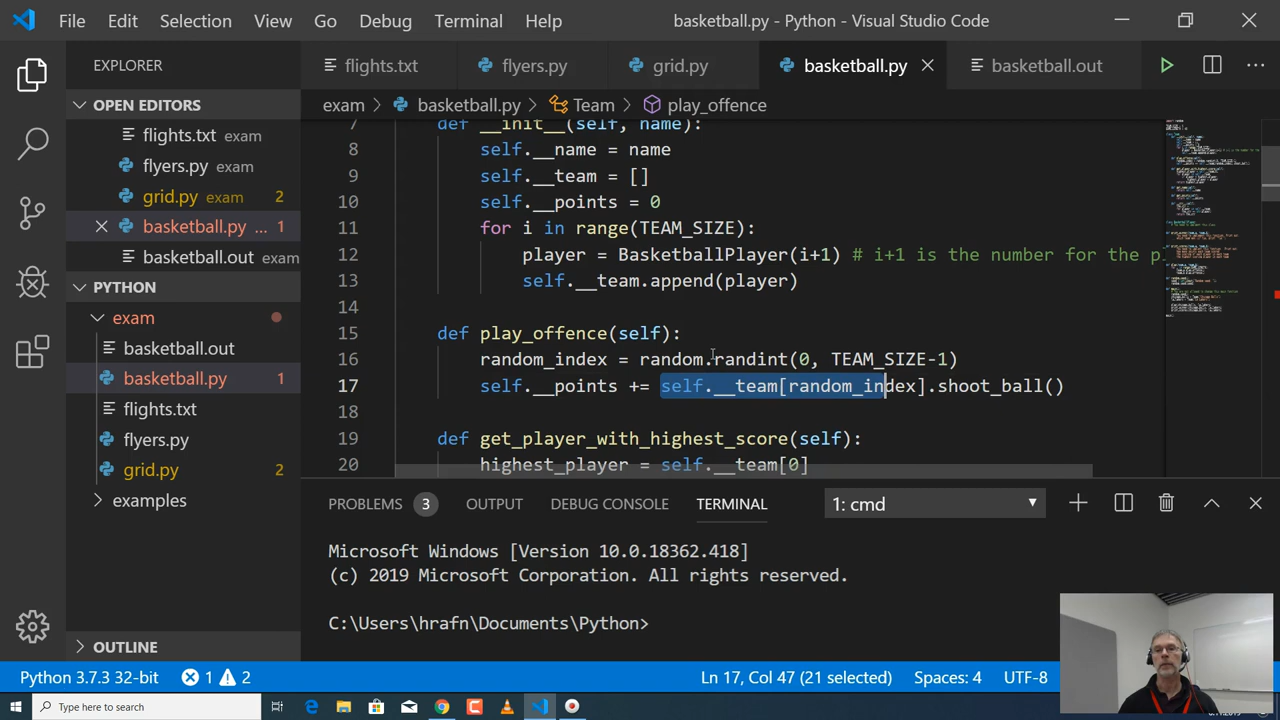 File Edit Selection View Go Debug Terminal Help basketball.py - Python - Visual Studio Code
EXPLORER
flights.txt flyers.py grid.py basketball.py basketball.out
OPEN EDITORS
flights.txt exam
flyers.py exam
grid.py exam 2
basketball.py ... 1
basketball.out exam
PYTHON
exam
basketball.out
basketball.py 1
flights.txt
flyers.py
grid.py 2
examples
OUTLINE
exam > basketball.py > Team > play_offence
7 def __init__(self, name):
8 self.__name = name
9 self.__team = []
10 self.__points = 0
11 for i in range(TEAM_SIZE):
12 player = BasketballPlayer(i+1) # i+1 is the number for the p
13 self.__team.append(player)
14
15 def play_offence(self):
16 random_index = random.randint(0, TEAM_SIZE-1)
17 self.__points += self.__team[random_index].shoot_ball()
18
19 def get_player_with_highest_score(self):
20 highest_player = self.__team[0]
PROBLEMS 3 OUTPUT DEBUG CONSOLE TERMINAL 1: cmd
Microsoft Windows [Version 10.0.18362.418]
(c) 2019 Microsoft Corporation. All rights reserved.
C:\Users\hrafn\Documents\Python>
Python 3.7.3 32-bit 1 2 Ln 17, Col 47 (21 selected) Spaces: 4 UTF-8
Type here to search